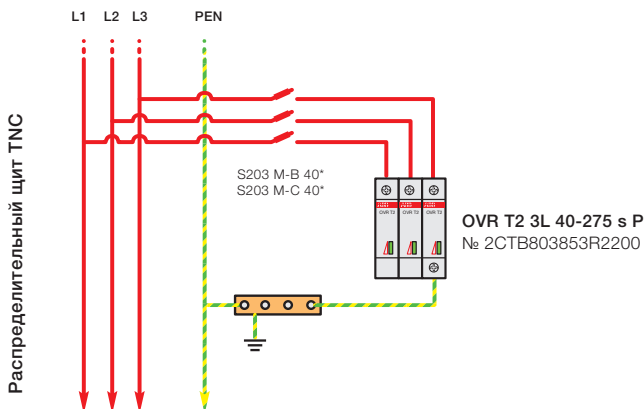 L1 L2 L3 PEN
Распределительный щит TNC
S203 M-B 40*
S203 M-C 40*
OVR T2 OVR T2 OVR T2
OVR T2 3L 40-275 s P
№ 2CTB803853R2200